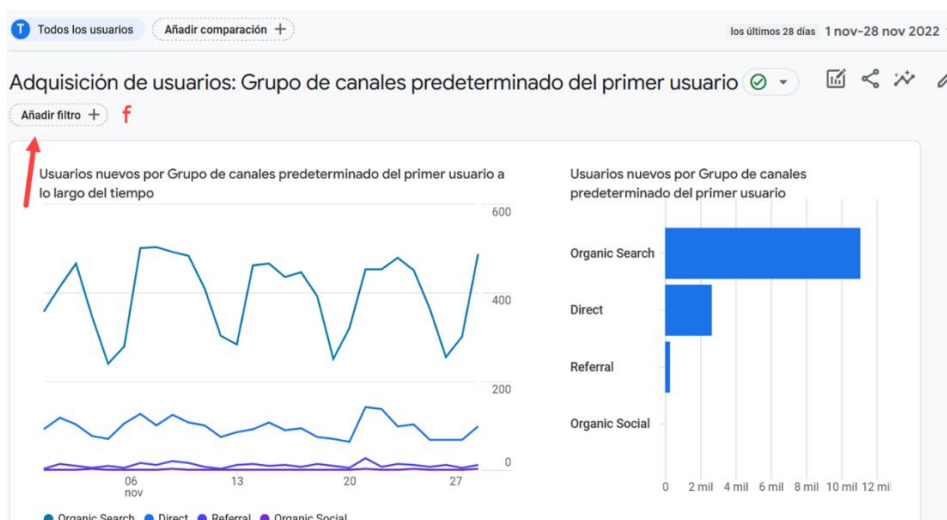 T Todos los usuarios Añadir comparación + los últimos 28 días 1 nov-28 nov 2022
Adquisición de usuarios: Grupo de canales predeterminado del primer usuario
Añadir filtro + f
Usuarios nuevos por Grupo de canales predeterminado del primer usuario a
lo largo del tiempo
600
400
200
0
06
nov
13
20
27
Organic Search Direct Referral Organic Social
Usuarios nuevos por Grupo de canales
predeterminado del primer usuario
Organic Search
Direct
Referral
Organic Social
0 2 mil 4 mil 6 mil 8 mil 10 mil 12 mil